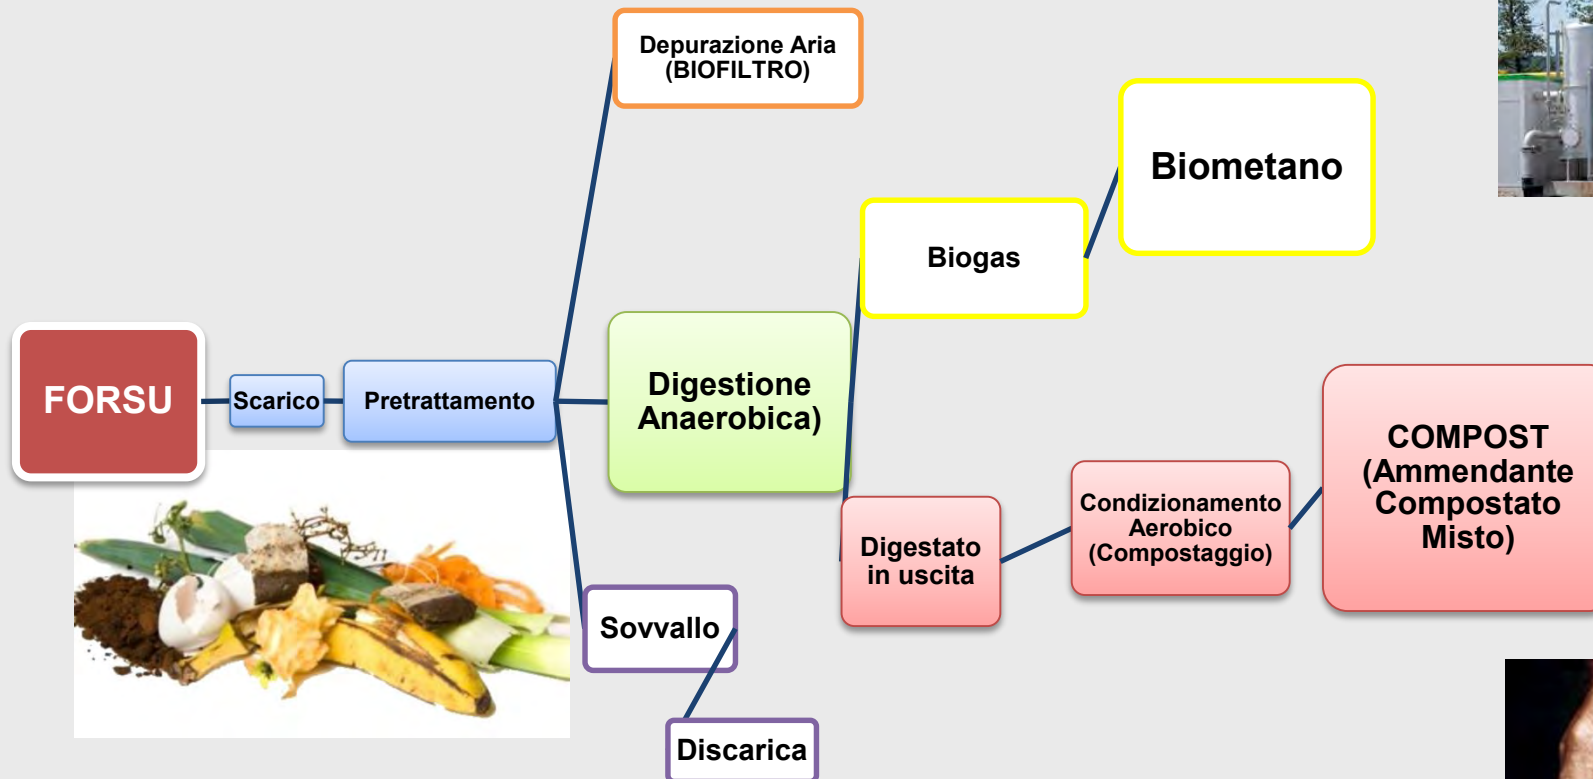 Depurazione Aria
(BIOFILTRO)
Biometano
Biogas
FORSU
Scarico
Pretrattamento
Digestione
Anaerobica)
COMPOST
(Ammendante
Compostato
Misto)
Condizionamento
Aerobico
(Compostaggio)
Digestato
in uscita
Sovvallo
Discarica